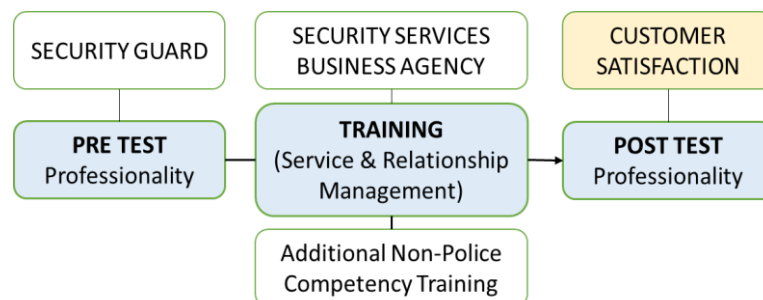 SECURITY GUARD
SECURITY SERVICES
BUSINESS AGENCY
CUSTOMER
SATISFACTION
PRE TEST
Professionality
TRAINING
(Service & Relationship
Management)
POST TEST
Professionality
Additional Non-Police
Competency Training